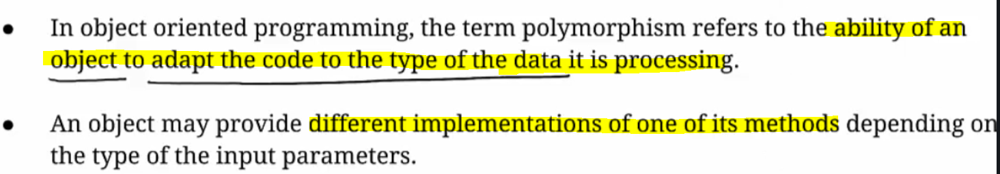 • In object oriented programming, the term polymorphism refers to the ability of an
object to adapt the code to the type of the data it is processing.
• An object may provide different implementations of one of its methods depending on
the type of the input parameters.